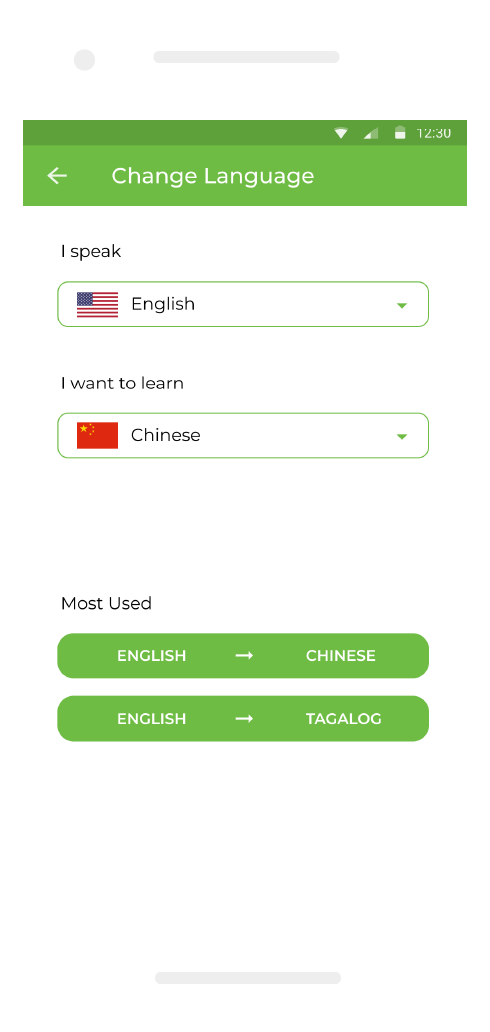 12:30
Change Language
I speak
English
I want to learn
Chinese
Most Used
ENGLISH → CHINESE
ENGLISH → TAGALOG